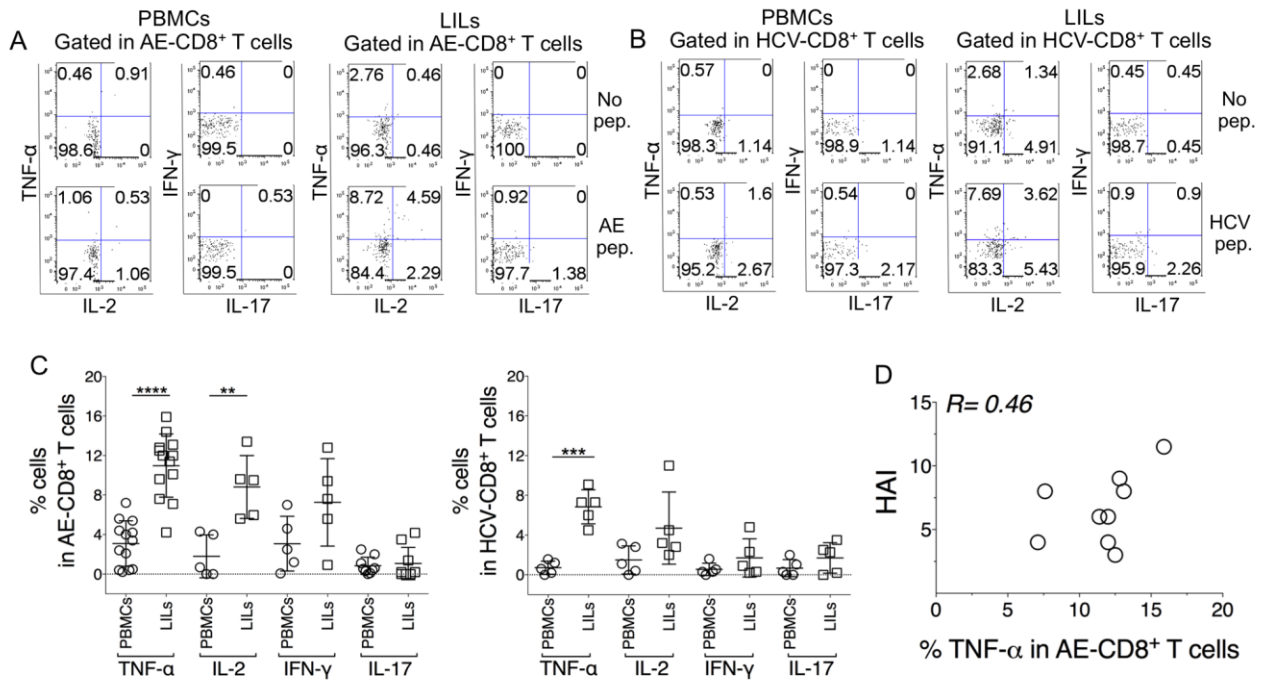 A
PBMCs
Gated in AE-CD8⁺ T cells
LILs
Gated in AE-CD8⁺ T cells
0.46 0.91
98.6 0
0.46 0
99.5 0
2.76 0.46
96.3 0.46
0 0
100 0
No pep.
1.06 0.53
97.4 1.06
0 0.53
99.5 0
8.72 4.59
84.4 2.29
0.92 0
97.7 1.38
AE pep.
TNF-α
IFN-γ
TNF-α
IFN-γ
IL-2
IL-17
IL-2
IL-17
B
PBMCs
Gated in HCV-CD8⁺ T cells
LILs
Gated in HCV-CD8⁺ T cells
0.57 0
98.3 1.14
0 0
98.9 1.14
2.68 1.34
91.1 4.91
0.45 0.45
98.7 0.45
No pep.
0.53 1.6
95.2 2.67
0.54 0
97.3 2.17
7.69 3.62
83.3 5.43
0.9 0.9
95.9 2.26
HCV pep.
TNF-α
IFN-γ
TNF-α
IFN-γ
IL-2
IL-17
IL-2
IL-17
C
% cells
in AE-CD8⁺ T cells
20
16
12
8
4
0
****
**
PBMCs
LILs
PBMCs
LILs
PBMCs
LILs
PBMCs
LILs
TNF-α
IL-2
IFN-γ
IL-17
% cells
in HCV-CD8⁺ T cells
20
16
12
8
4
0
***
PBMCs
LILs
PBMCs
LILs
PBMCs
LILs
PBMCs
LILs
TNF-α
IL-2
IFN-γ
IL-17
D
R= 0.46
HAI
15
10
5
0 5 10 15 20
% TNF-α in AE-CD8⁺ T cells